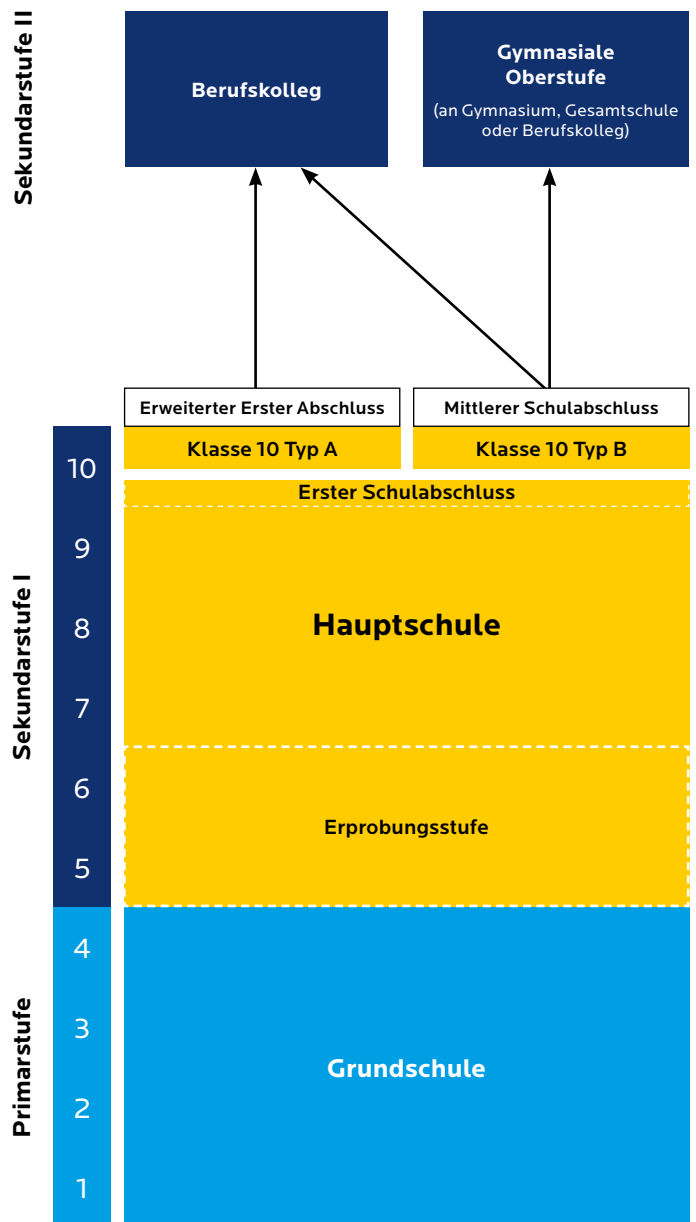 Sekundarstufe II
Berufskolleg
Gymnasiale
Oberstufe
(an Gymnasium, Gesamtschule
oder Berufskolleg)
Erweiterter Erster Abschluss
Mittlerer Schulabschluss
Klasse 10 Typ A
Klasse 10 Typ B
Sekundarstufe I
10
Erster Schulabschluss
9
8
Hauptschule
7
6
Erprobungsstufe
5
Primarstufe
4
3
Grundschule
2
1